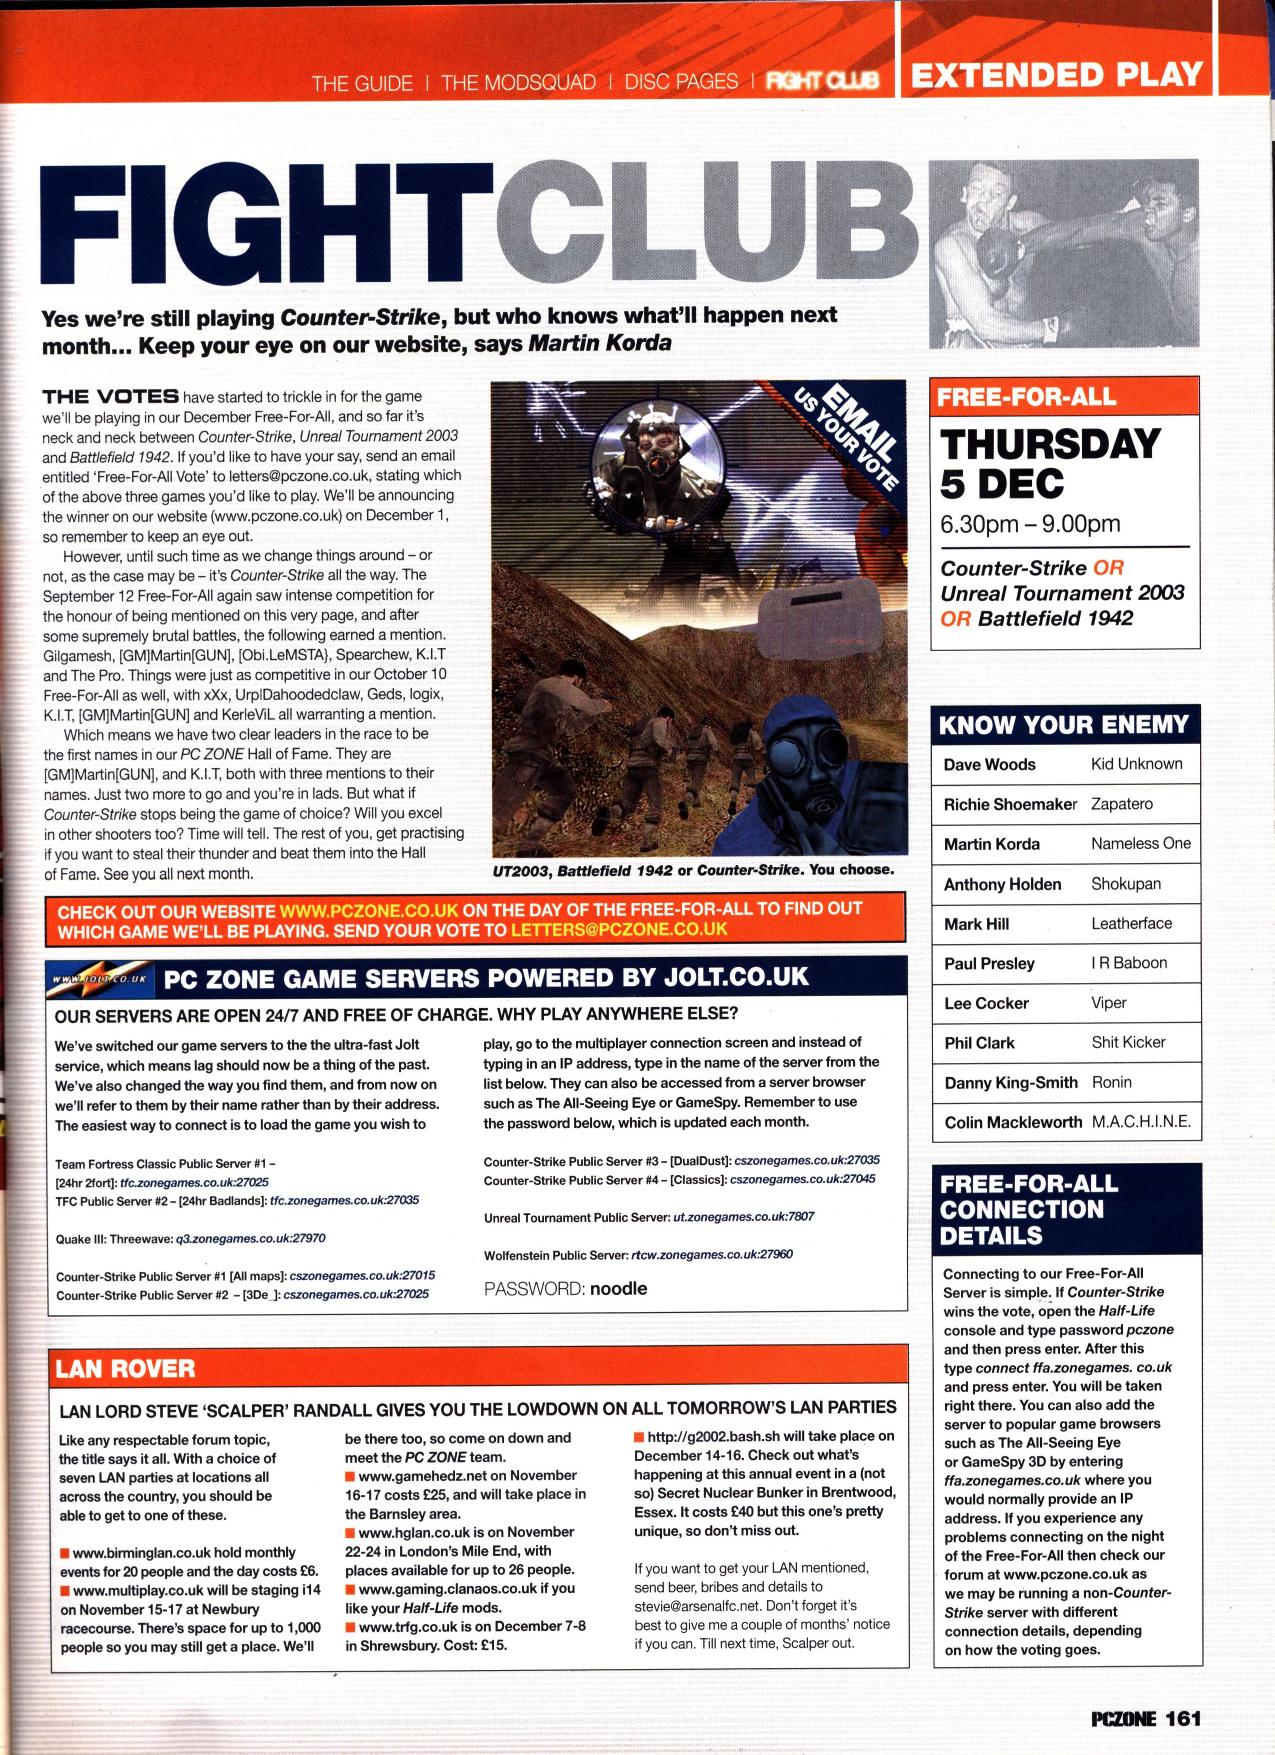 THE GUIDE | THE MODSQUAD | DISC PAGES | FIGHT CLUB
EXTENDED PLAY
FIGHTCLUB
Yes we're still playing Counter-Strike, but who knows what'll happen next
month... Keep your eye on our website, says Martin Korda
THE VOTES have started to trickle in for the game
we'll be playing in our December Free-For-All, and so far it's
neck and neck between Counter-Strike, Unreal Tournament 2003
and Battlefield 1942. If you'd like to have your say, send an email
entitled 'Free-For-All Vote' to letters@pczone.co.uk, stating which
of the above three games you'd like to play. We'll be announcing
the winner on our website (www.pczone.co.uk) on December 1,
so remember to keep an eye out.
However, until such time as we change things around – or
not, as the case may be – it's Counter-Strike all the way. The
September 12 Free-For-All again saw intense competition for
the honour of being mentioned on this very page, and after
some supremely brutal battles, the following earned a mention.
Gilgamesh, [GM]Martin[GUN], [Obi.LeMSTA}, Spearchew, K.I.T
and The Pro. Things were just as competitive in our October 10
Free-For-All as well, with xXx, Urp|Dahoodedclaw, Geds, logix,
K.I.T, [GM]Martin[GUN] and KerleViL all warranting a mention.
Which means we have two clear leaders in the race to be
the first names in our PC ZONE Hall of Fame. They are
[GM]Martin[GUN], and K.I.T, both with three mentions to their
names. Just two more to go and you're in lads. But what if
Counter-Strike stops being the game of choice? Will you excel
in other shooters too? Time will tell. The rest of you, get practising
if you want to steal their thunder and beat them into the Hall
of Fame. See you all next month.
EMAIL
US YOUR VOTE
UT2003, Battlefield 1942 or Counter-Strike. You choose.
CHECK OUT OUR WEBSITE WWW.PCZONE.CO.UK ON THE DAY OF THE FREE-FOR-ALL TO FIND OUT
WHICH GAME WE'LL BE PLAYING. SEND YOUR VOTE TO LETTERS@PCZONE.CO.UK
WWW.JOLT.CO.UK
PC ZONE GAME SERVERS POWERED BY JOLT.CO.UK
OUR SERVERS ARE OPEN 24/7 AND FREE OF CHARGE. WHY PLAY ANYWHERE ELSE?
We've switched our game servers to the the ultra-fast Jolt
service, which means lag should now be a thing of the past.
We've also changed the way you find them, and from now on
we'll refer to them by their name rather than by their address.
The easiest way to connect is to load the game you wish to
play, go to the multiplayer connection screen and instead of
typing in an IP address, type in the name of the server from the
list below. They can also be accessed from a server browser
such as The All-Seeing Eye or GameSpy. Remember to use
the password below, which is updated each month.
Team Fortress Classic Public Server #1 –
[24hr 2fort]: tfc.zonegames.co.uk:27025
TFC Public Server #2 – [24hr Badlands]: tfc.zonegames.co.uk:27035
Quake III: Threewave: q3.zonegames.co.uk:27970
Counter-Strike Public Server #1 [All maps]: cszonegames.co.uk:27015
Counter-Strike Public Server #2 – [3De_]: cszonegames.co.uk:27025
Counter-Strike Public Server #3 – [DualDust]: cszonegames.co.uk:27035
Counter-Strike Public Server #4 – [Classics]: cszonegames.co.uk:27045
Unreal Tournament Public Server: ut.zonegames.co.uk:7807
Wolfenstein Public Server: rtcw.zonegames.co.uk:27960
PASSWORD: noodle
LAN ROVER
LAN LORD STEVE 'SCALPER' RANDALL GIVES YOU THE LOWDOWN ON ALL TOMORROW'S LAN PARTIES
Like any respectable forum topic,
the title says it all. With a choice of
seven LAN parties at locations all
across the country, you should be
able to get to one of these.
■ www.birminglan.co.uk hold monthly
events for 20 people and the day costs £6.
■ www.multiplay.co.uk will be staging i14
on November 15-17 at Newbury
racecourse. There's space for up to 1,000
people so you may still get a place. We'll
be there too, so come on down and
meet the PC ZONE team.
■ www.gamehedz.net on November
16-17 costs £25, and will take place in
the Barnsley area.
■ www.hglan.co.uk is on November
22-24 in London's Mile End, with
places available for up to 26 people.
■ www.gaming.clanaos.co.uk if you
like your Half-Life mods.
■ www.trfg.co.uk is on December 7-8
in Shrewsbury. Cost: £15.
■ http://g2002.bash.sh will take place on
December 14-16. Check out what's
happening at this annual event in a (not
so) Secret Nuclear Bunker in Brentwood,
Essex. It costs £40 but this one's pretty
unique, so don't miss out.
If you want to get your LAN mentioned,
send beer, bribes and details to
stevie@arsenalfc.net. Don't forget it's
best to give me a couple of months' notice
if you can. Till next time, Scalper out.
FREE-FOR-ALL
THURSDAY
5 DEC
6.30pm – 9.00pm
Counter-Strike OR
Unreal Tournament 2003
OR Battlefield 1942
KNOW YOUR ENEMY
Dave Woods Kid Unknown
Richie Shoemaker Zapatero
Martin Korda Nameless One
Anthony Holden Shokupan
Mark Hill Leatherface
Paul Presley I R Baboon
Lee Cocker Viper
Phil Clark Shit Kicker
Danny King-Smith Ronin
Colin Mackleworth M.A.C.H.I.N.E.
FREE-FOR-ALL
CONNECTION
DETAILS
Connecting to our Free-For-All
Server is simple. If Counter-Strike
wins the vote, open the Half-Life
console and type password pczone
and then press enter. After this
type connect ffa.zonegames. co.uk
and press enter. You will be taken
right there. You can also add the
server to popular game browsers
such as The All-Seeing Eye
or GameSpy 3D by entering
ffa.zonegames.co.uk where you
would normally provide an IP
address. If you experience any
problems connecting on the night
of the Free-For-All then check our
forum at www.pczone.co.uk as
we may be running a non-Counter-
Strike server with different
connection details, depending
on how the voting goes.
PCZONE 161